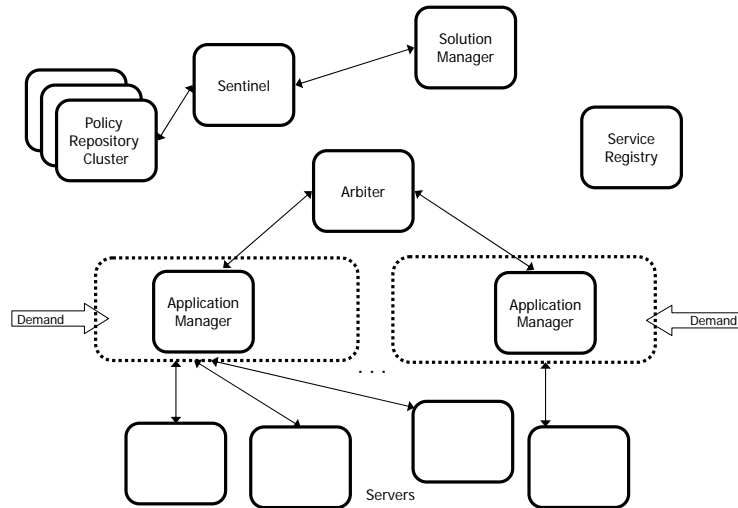 Solution
Manager
Sentinel
Policy
Repository
Cluster
Service
Registry
Arbiter
Application
Manager
Application
Manager
Demand
Demand
. . .
Servers